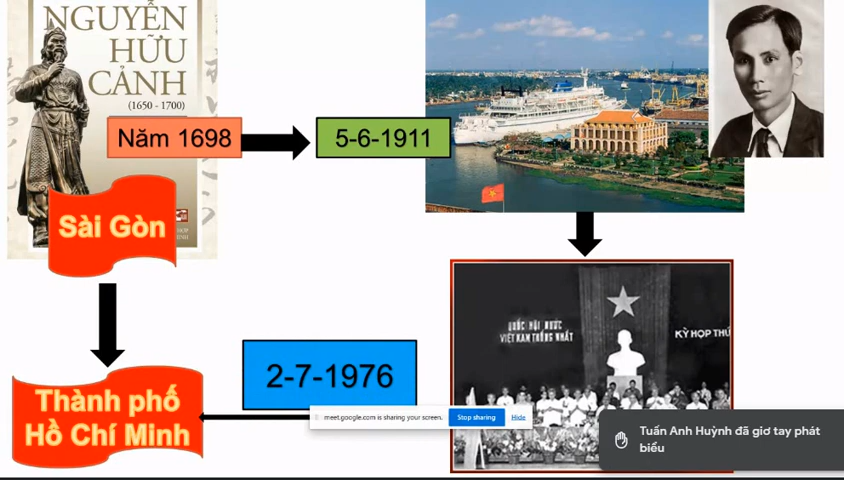 NGUYỄN
HỮU
CẢNH
(1650 - 1700)
Năm 1698
5-6-1911
Sài Gòn
QUỐC HỘI NƯỚC
VIỆT NAM THỐNG NHẤT
KỲ HỌP THỨ
2-7-1976
Thành phố
Hồ Chí Minh
meet.google.com is sharing your screen.
Stop sharing
Hide
Tuấn Anh Huỳnh đã giơ tay phát
biểu